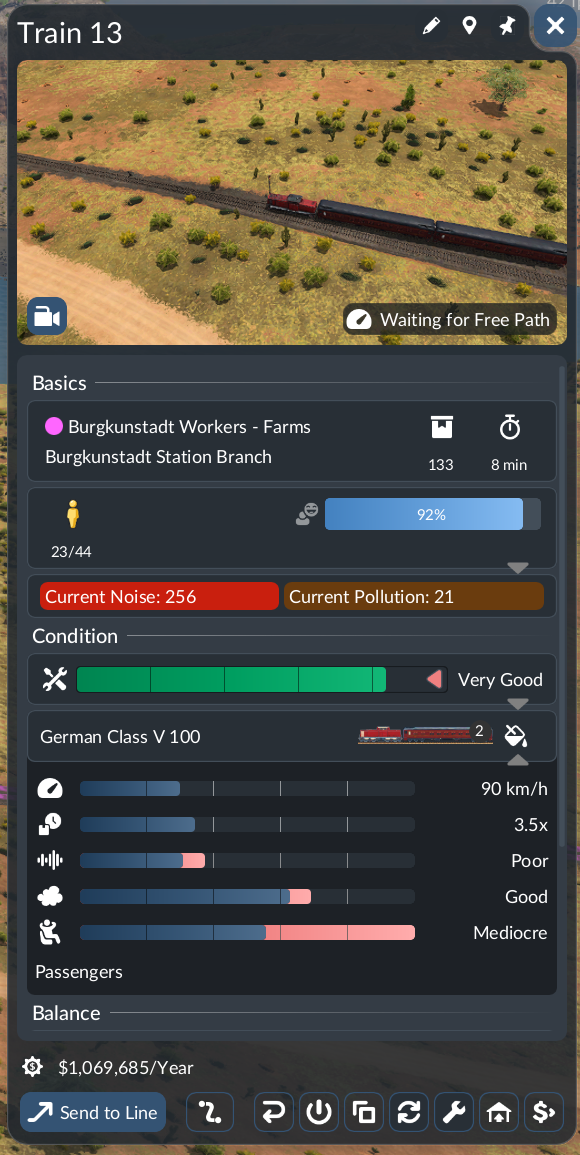 Train 13
Waiting for Free Path
Basics
Burgkunstadt Workers - Farms
Burgkunstadt Station Branch
133
8 min
23/44
92%
Current Noise: 256
Current Pollution: 21
Condition
Very Good
German Class V 100
2
90 km/h
3.5x
Poor
Good
Mediocre
Passengers
Balance
$1,069,685/Year
Send to Line